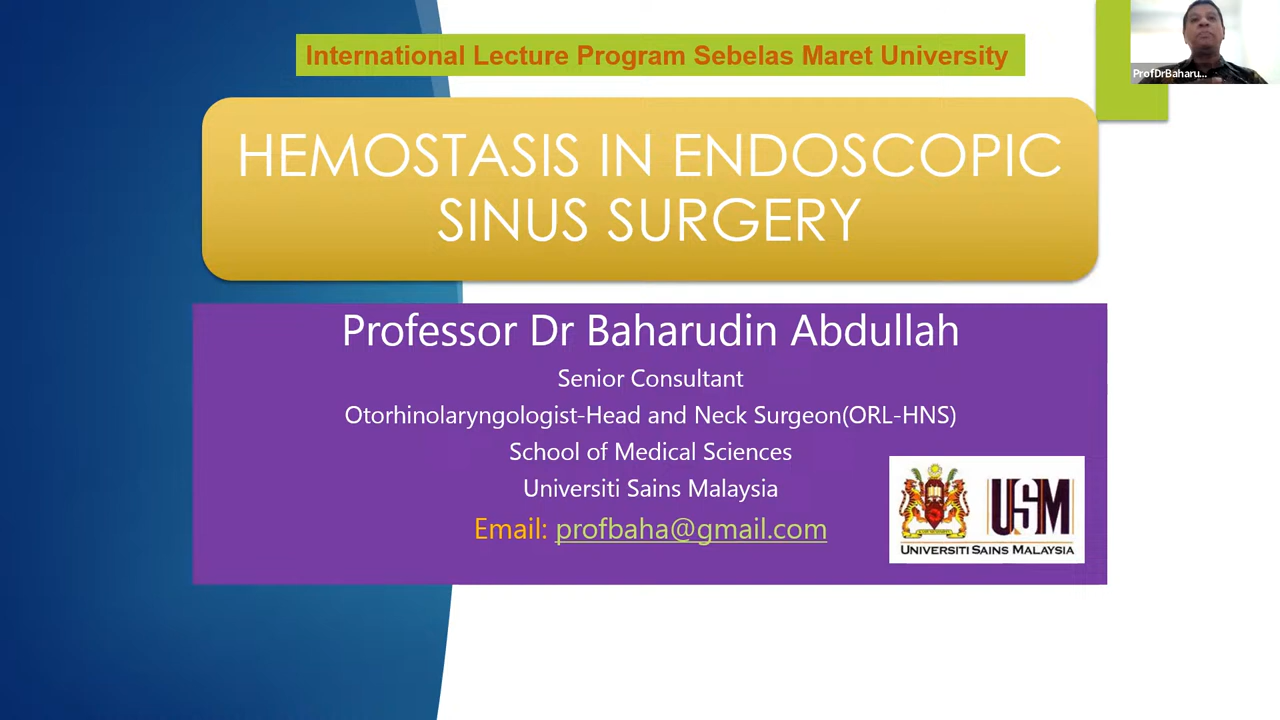 International Lecture Program Sebelas Maret University
ProfDrBaharu...
HEMOSTASIS IN ENDOSCOPIC
SINUS SURGERY
Professor Dr Baharudin Abdullah
Senior Consultant
Otorhinolaryngologist-Head and Neck Surgeon(ORL-HNS)
School of Medical Sciences
Universiti Sains Malaysia
Email: profbaha@gmail.com
USM
UNIVERSITI SAINS MALAYSIA